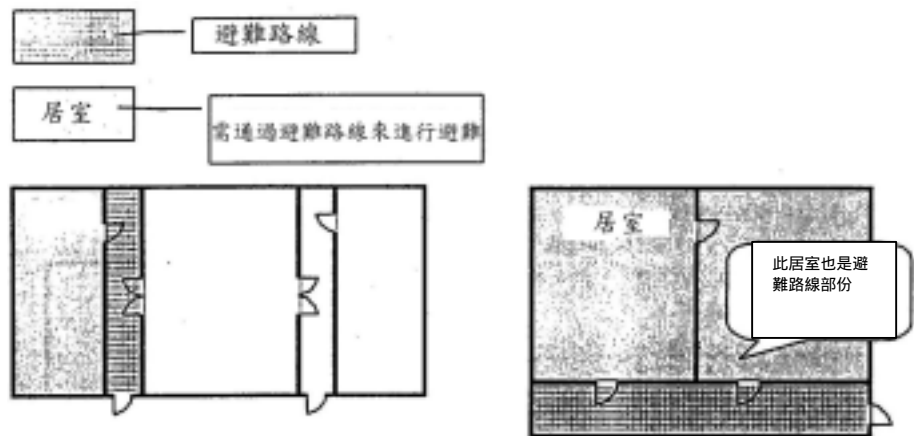 避難路線
居室
需通過避難路線來進行避難
居室
此居室也是避
難路線部份